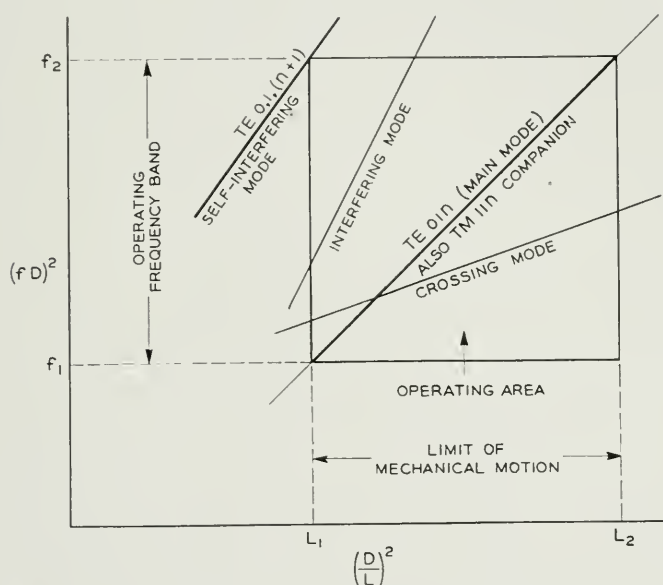 f2
TE 0,1,(n+1)
SELF-INTERFERING
MODE
INTERFERING MODE
TE 01n (MAIN MODE)
ALSO TM 11n COMPANION
CROSSING MODE
OPERATING
FREQUENCY BAND
(fD)²
f1
OPERATING AREA
LIMIT OF
MECHANICAL MOTION
L1
L2
(D/L)²